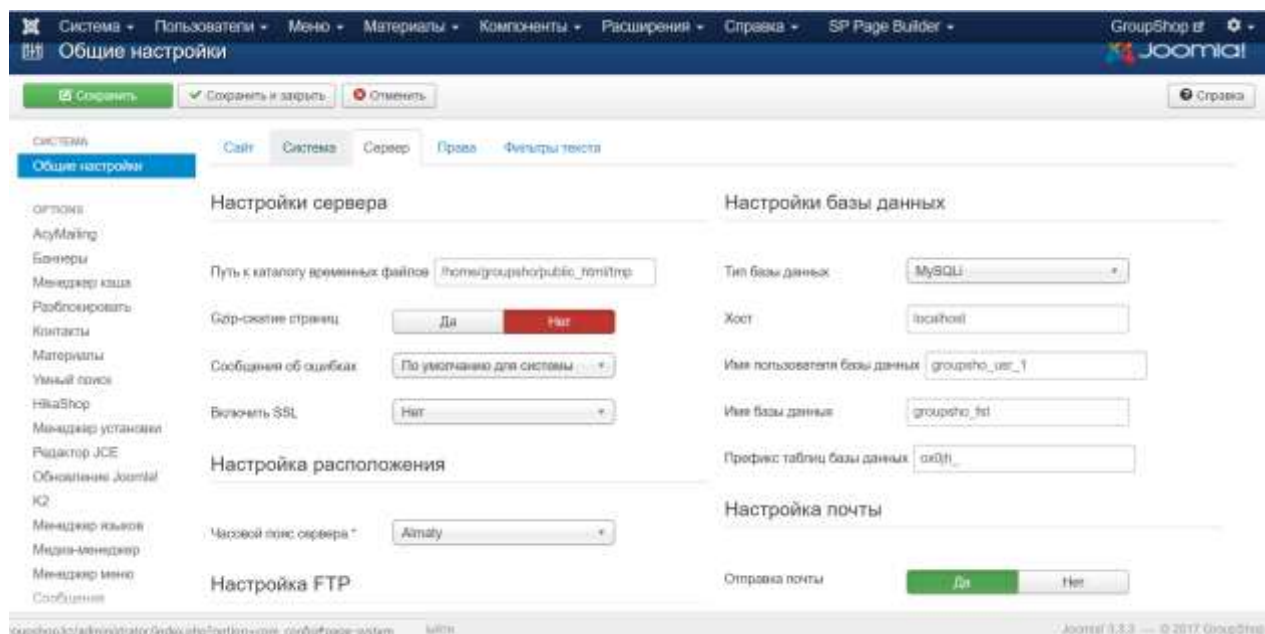 Система Пользователи Меню Материалы Компоненты Расширения Справка SP Page Builder GroupShop
Общие настройки Joomla!
Сохранить Сохранить и закрыть Отменить Справка
СИСТЕМА
Общие настройки
Сайт Система Сервер Права Фильтры текста
OPTIONS
AcyMailing
Баннеры
Менеджер кэша
Разблокировать
Контакты
Материалы
Умный поиск
HikaShop
Менеджер установки
Редактор JCE
Обновление Joomla!
K2
Менеджер языков
Медиа-менеджер
Менеджер меню
Сообщения
Настройки сервера
Путь к каталогу временных файлов /home/groupsho/public_html/tmp
Gzip-сжатие страниц Да Нет
Сообщения об ошибках По умолчанию для системы
Включить SSL Нет
Настройка расположения
Часовой пояс сервера * Almaty
Настройка FTP
Настройки базы данных
Тип базы данных MySQLi
Хост localhost
Имя пользователя базы данных groupsho_usr_1
Имя базы данных
Префикс таблиц базы данных
Настройка почты
Отправка почты Да Нет
© 2017 GroupShop